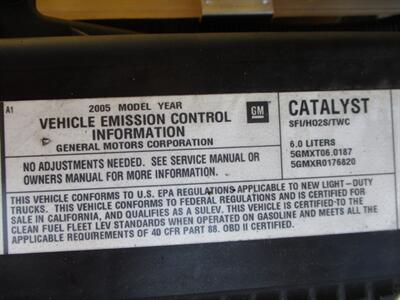 A1
2005 MODEL YEAR
VEHICLE EMISSION CONTROL
INFORMATION
GENERAL MOTORS CORPORATION
GM
CATALYST
SFI/HO2S/TWC
NO ADJUSTMENTS NEEDED. SEE SERVICE MANUAL OR
OWNERS MANUAL FOR MORE INFORMATION.
6.0 LITERS
5GMXT06.0187
5GMXR0176820
THIS VEHICLE CONFORMS TO U.S. EPA REGULATIONS APPLICABLE TO NEW LIGHT-DUTY
TRUCKS. THIS VEHICLE CONFORMS TO FEDERAL REGULATIONS AND IS CERTIFIED FOR
SALE IN CALIFORNIA, AND QUALIFIES AS A SULEV. THIS VEHICLE IS CERTIFIED TO
CLEAN FUEL FLEET LEV STANDARDS WHEN OPERATED ON GASOLINE AND MEETS ALL THE
APPLICABLE REQUIREMENTS OF 40 CFR PART 88. OBD II CERTIFIED.